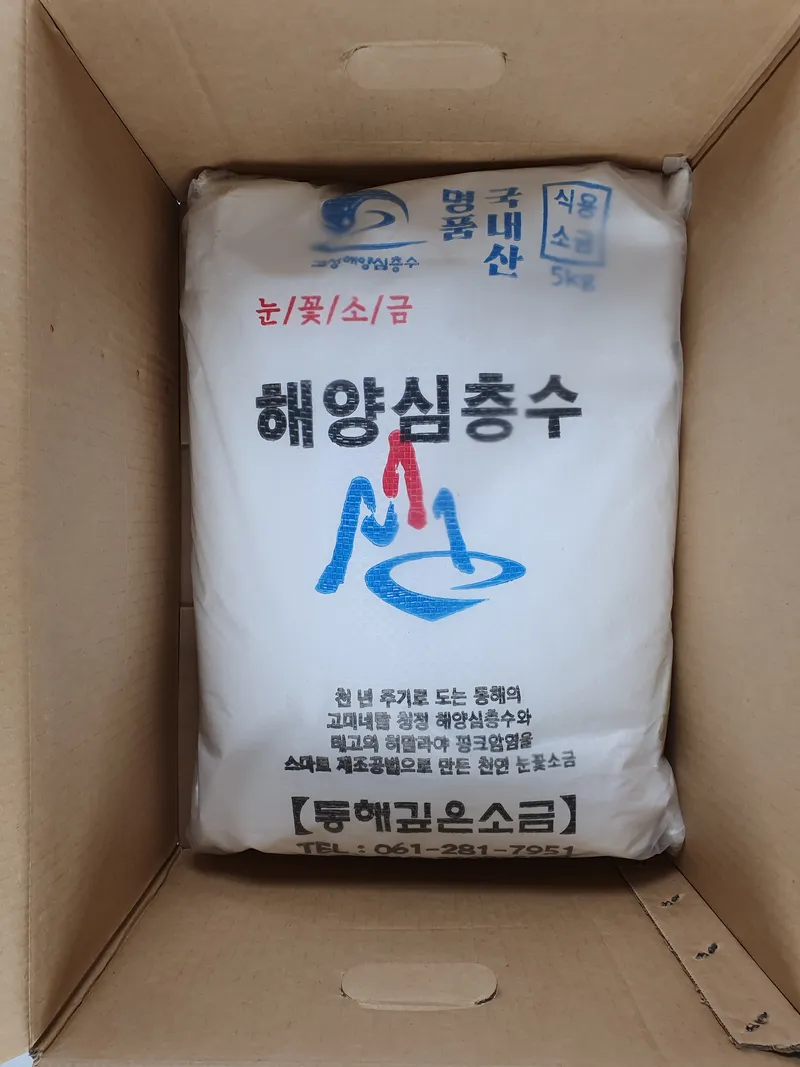 명품
국내산
식용
소금
5kg
해양심층수
눈/꽃/소/금
해양심층수
천 년 주기로 도는 동해의
고미네랄 청정 해양심층수와
태고의 히말라야 핑크암염을
스마트 제조공법으로 만든 천연 눈꽃소금
【동해깊은소금】
TEL : 061-281-7951